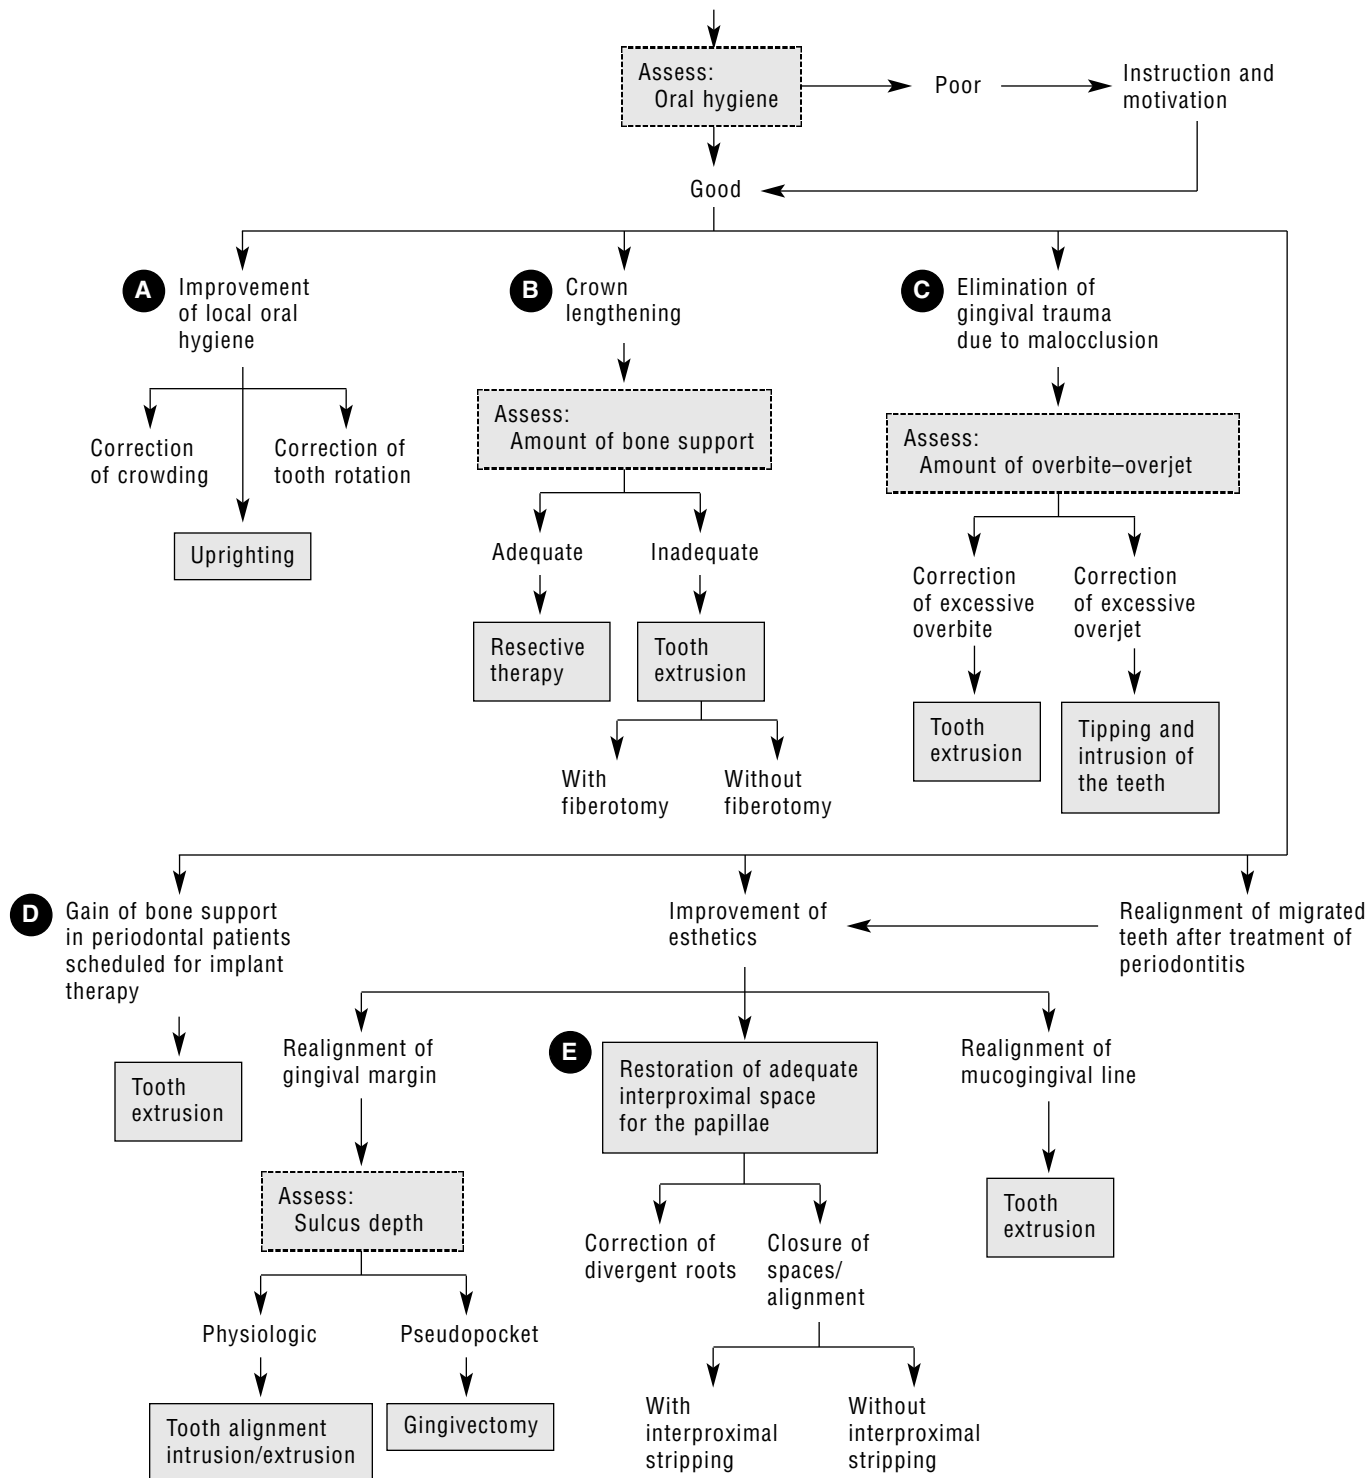 Assess:
Oral hygiene
Poor
Instruction and
motivation
Good
A
Improvement
of local oral
hygiene
B
Crown
lengthening
C
Elimination of
gingival trauma
due to malocclusion
Correction
of crowding
Correction of
tooth rotation
Uprighting
Assess:
Amount of bone support
Adequate
Inadequate
Resective
therapy
Tooth
extrusion
With
fiberotomy
Without
fiberotomy
Assess:
Amount of overbite–overjet
Correction
of excessive
overbite
Correction
of excessive
overjet
Tooth
extrusion
Tipping and
intrusion of
the teeth
D
Gain of bone support
in periodontal patients
scheduled for implant
therapy
Improvement of
esthetics
Realignment of migrated
teeth after treatment of
periodontitis
Tooth
extrusion
Realignment of
gingival margin
E
Restoration of adequate
interproximal space
for the papillae
Realignment of
mucogingival line
Assess:
Sulcus depth
Physiologic
Pseudopocket
Tooth alignment
intrusion/extrusion
Gingivectomy
Correction of
divergent roots
Closure of
spaces/
alignment
With
interproximal
stripping
Without
interproximal
stripping
Tooth
extrusion